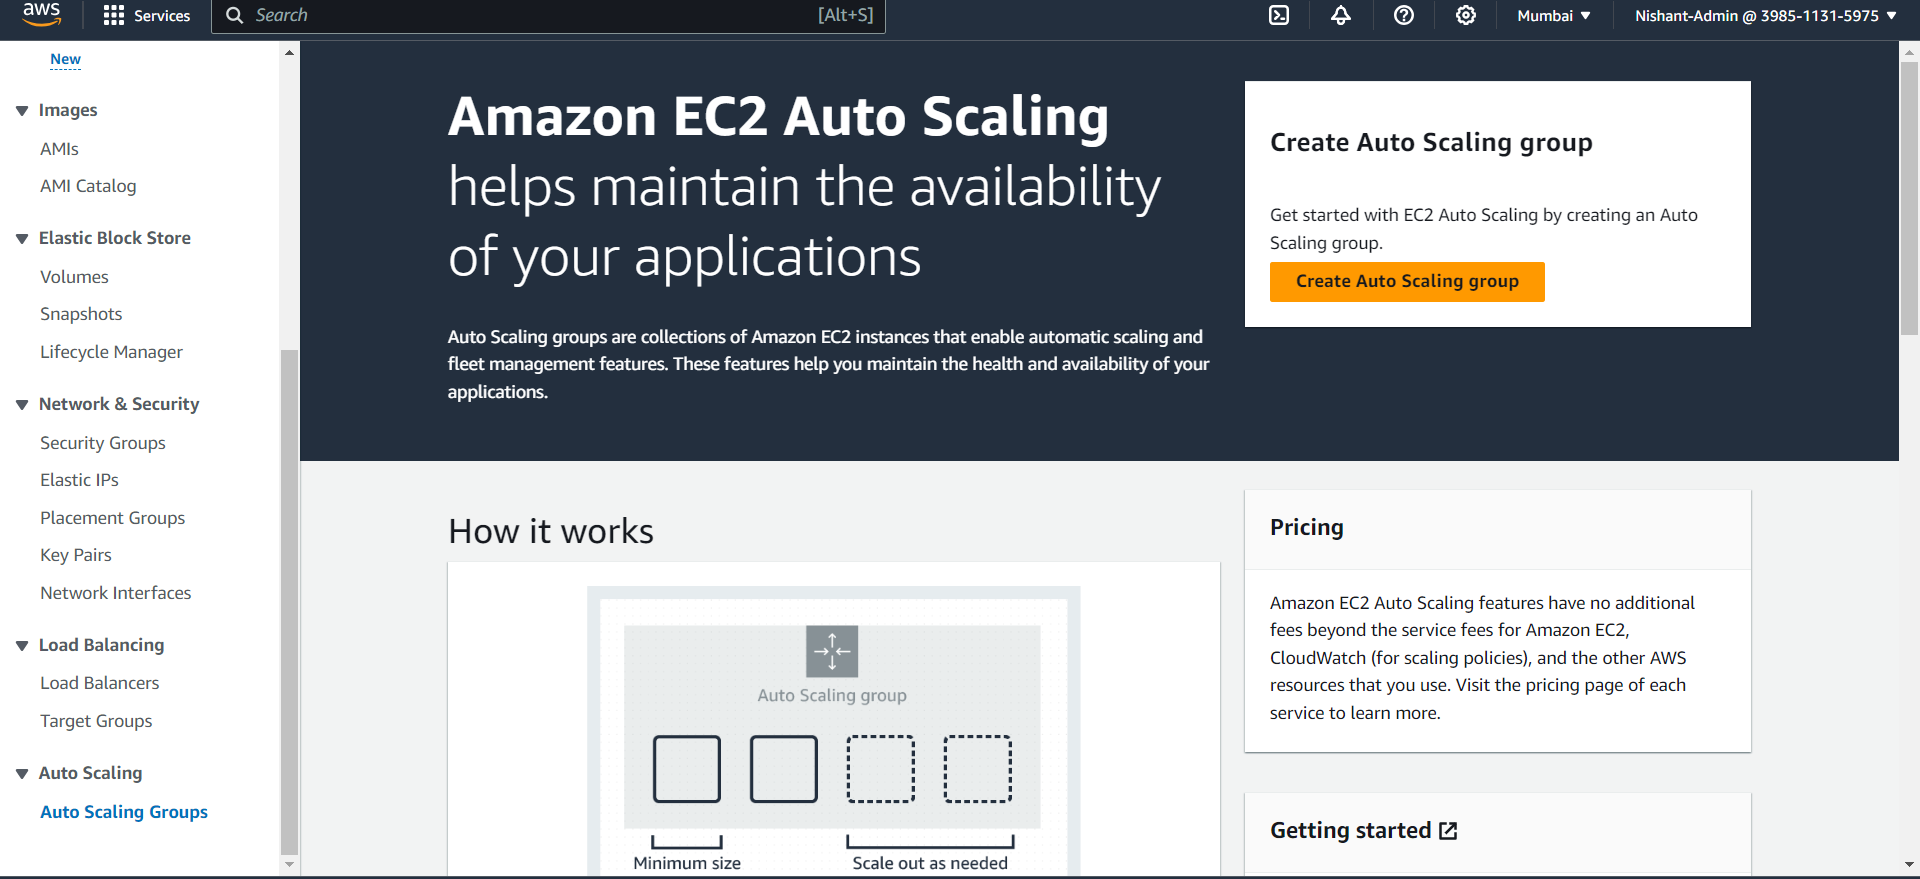 aws
Services
Search
[Alt+S]
Mumbai
Nishant-Admin @ 3985-1131-5975
New
Images
AMIs
AMI Catalog
Elastic Block Store
Volumes
Snapshots
Lifecycle Manager
Network & Security
Security Groups
Elastic IPs
Placement Groups
Key Pairs
Network Interfaces
Load Balancing
Load Balancers
Target Groups
Auto Scaling
Auto Scaling Groups
Amazon EC2 Auto Scaling
helps maintain the availability
of your applications
Auto Scaling groups are collections of Amazon EC2 instances that enable automatic scaling and
fleet management features. These features help you maintain the health and availability of your
applications.
Create Auto Scaling group
Get started with EC2 Auto Scaling by creating an Auto
Scaling group.
Create Auto Scaling group
How it works
Auto Scaling group
Minimum size
Scale out as needed
Pricing
Amazon EC2 Auto Scaling features have no additional
fees beyond the service fees for Amazon EC2,
CloudWatch (for scaling policies), and the other AWS
resources that you use. Visit the pricing page of each
service to learn more.
Getting started